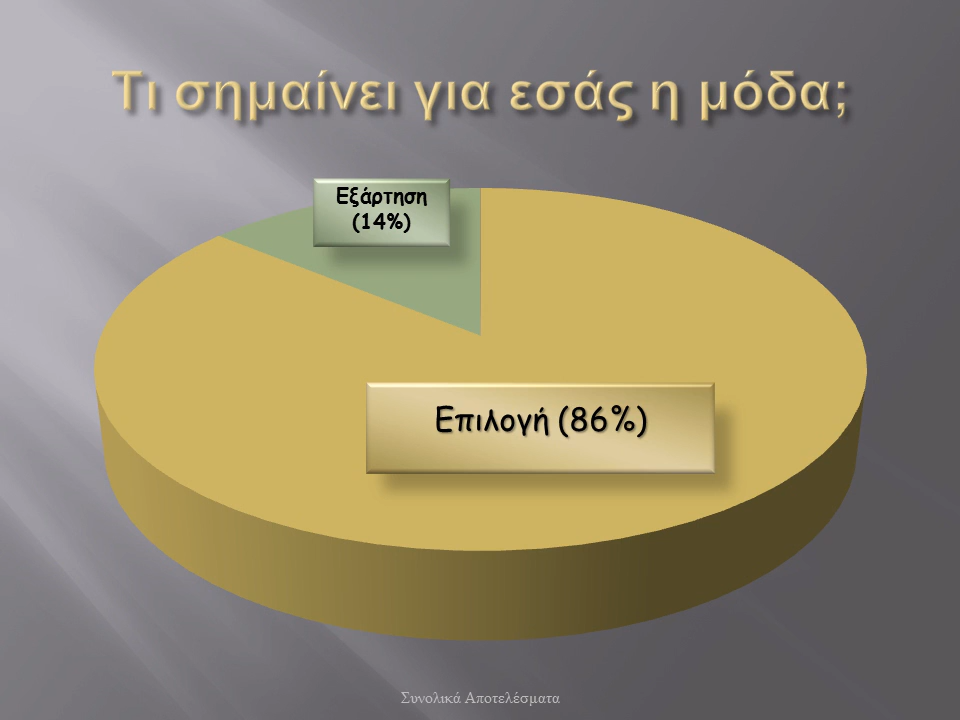 Τι σημαίνει για εσάς η μόδα;
Εξάρτηση
(14%)
Επιλογή (86%)
Συνολικά Αποτελέσματα